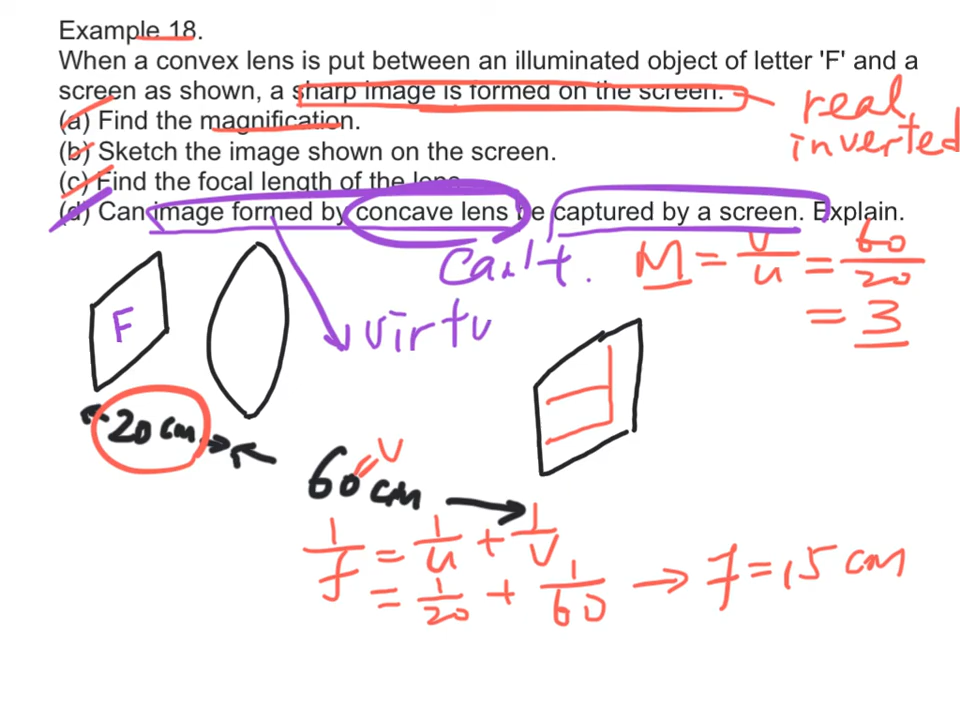 Example 18.
When a convex lens is put between an illuminated object of letter 'F' and a
screen as shown, a sharp image is formed on the screen.
real
inverted
(a) Find the magnification.
(b) Sketch the image shown on the screen.
(c) Find the focal length of the lens
(d) Can image formed by concave lens be captured by a screen. Explain.
Can't.
M = v/u = 60/20
= 3
F
virtu
20 cm
60 cm
v
1/f = 1/u + 1/v
= 1/20 + 1/60 → f = 15 cm